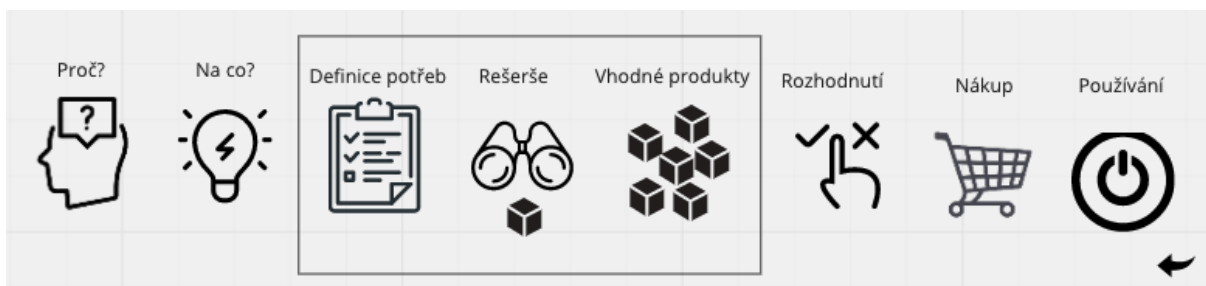 Proč?
Na co?
Definice potřeb
Rešerše
Vhodné produkty
Rozhodnutí
Nákup
Používání
?